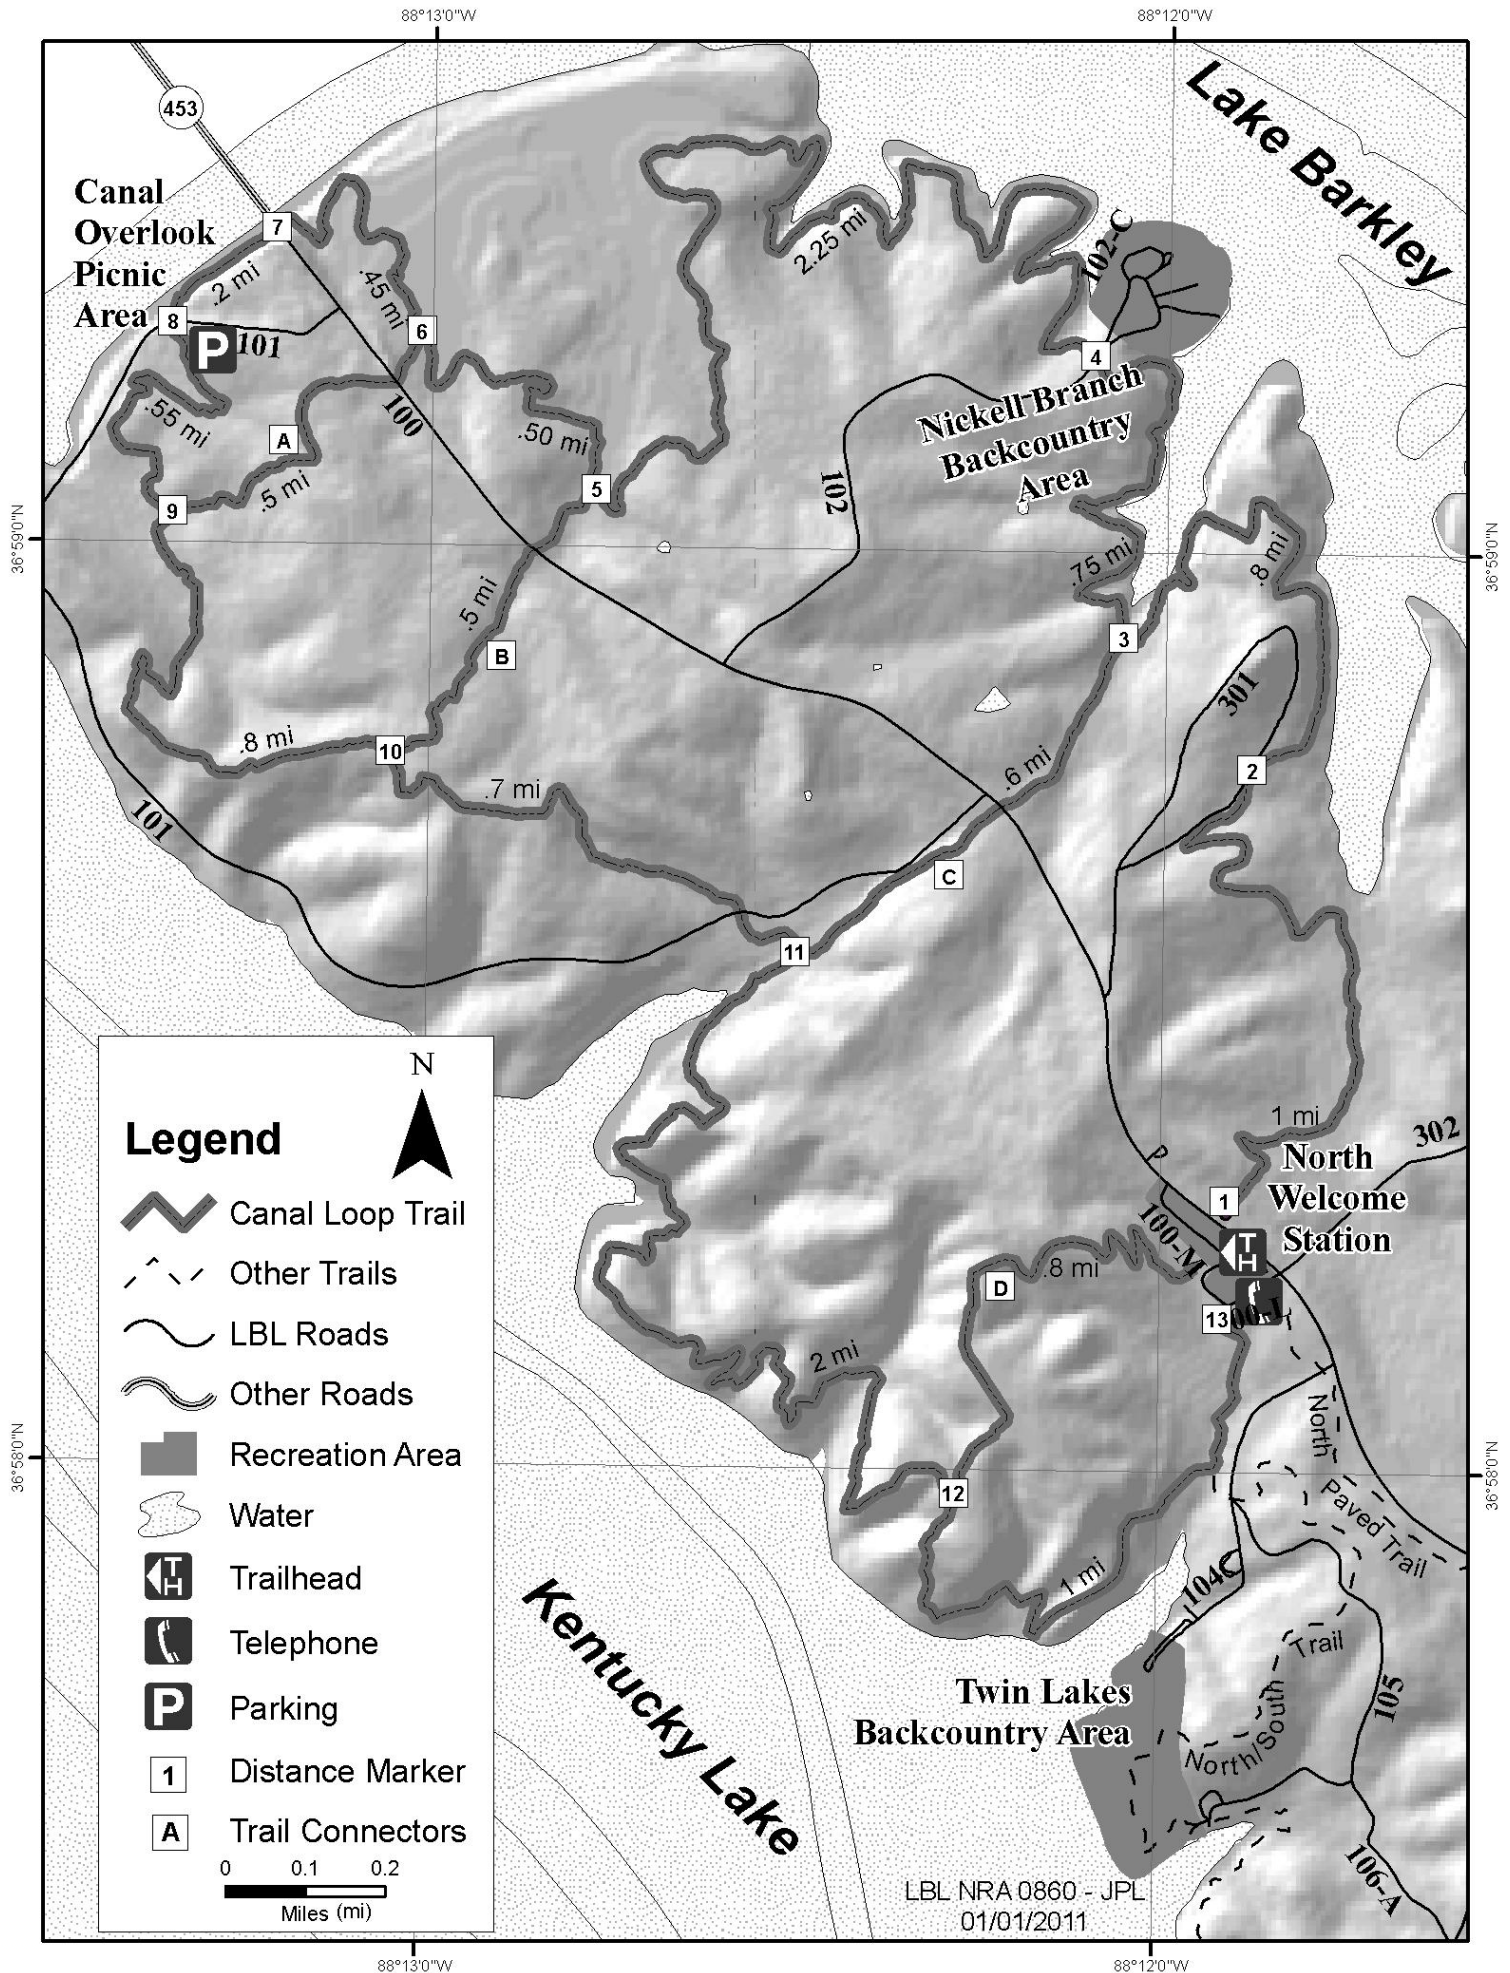 88°13'0"W
88°12'0"W
Lake Barkley
453
Canal
Overlook
Picnic
Area
7
.2 mi
.45 mi
2.25 mi
102-C
8
P
101
6
4
100
.55 mi
A
.50 mi
Nickell Branch
Backcountry
Area
102
.5 mi
5
9
36°59'0"N
36°59'0"N
.75 mi
.8 mi
.5 mi
B
3
301
.8 mi
10
.7 mi
.6 mi
2
101
C
11
1 mi
302
North
Welcome
Station
1
100-M
TH
D
.8 mi
13
00-L
2 mi
North
36°58'0"N
36°58'0"N
12
Paved Trail
1 mi
104C
Trail
North/South
105
Twin Lakes
Backcountry Area
Kentucky Lake
106-A
N
Legend
Canal Loop Trail
Other Trails
LBL Roads
Other Roads
Recreation Area
Water
TH
Trailhead
Telephone
P
Parking
1
Distance Marker
A
Trail Connectors
0 0.1 0.2
Miles (mi)
LBL NRA 0860 - JPL
01/01/2011
88°13'0"W
88°12'0"W